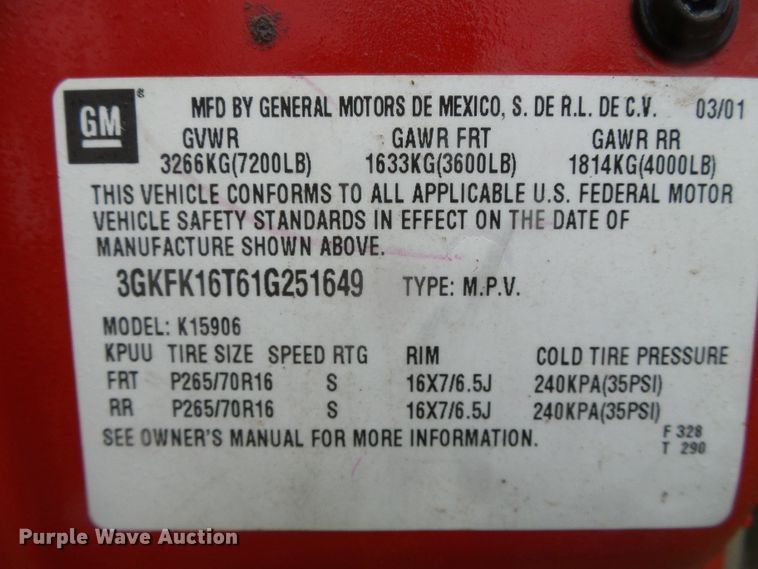 GM® MFD BY GENERAL MOTORS DE MEXICO, S. DE R.L. DE C.V. 03/01
GVWR GAWR FRT GAWR RR
3266KG(7200LB) 1633KG(3600LB) 1814KG(4000LB)
THIS VEHICLE CONFORMS TO ALL APPLICABLE U.S. FEDERAL MOTOR
VEHICLE SAFETY STANDARDS IN EFFECT ON THE DATE OF
MANUFACTURE SHOWN ABOVE.
3GKFK16T61G251649 TYPE: M.P.V.
MODEL: K15906
KPUU TIRE SIZE SPEED RTG RIM COLD TIRE PRESSURE
FRT P265/70R16 S 16X7/6.5J 240KPA(35PSI)
RR P265/70R16 S 16X7/6.5J 240KPA(35PSI)
SEE OWNER'S MANUAL FOR MORE INFORMATION.
F 328
T 290
Purple Wave Auction